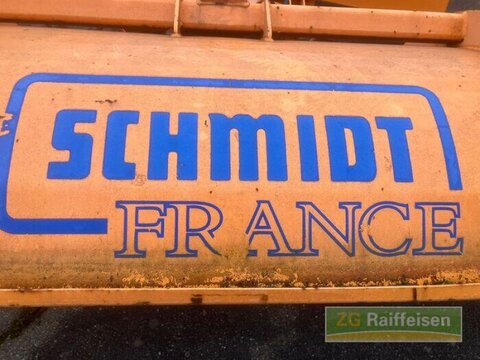 SCHMIDT
FRANCE
ZG Raiffeisen